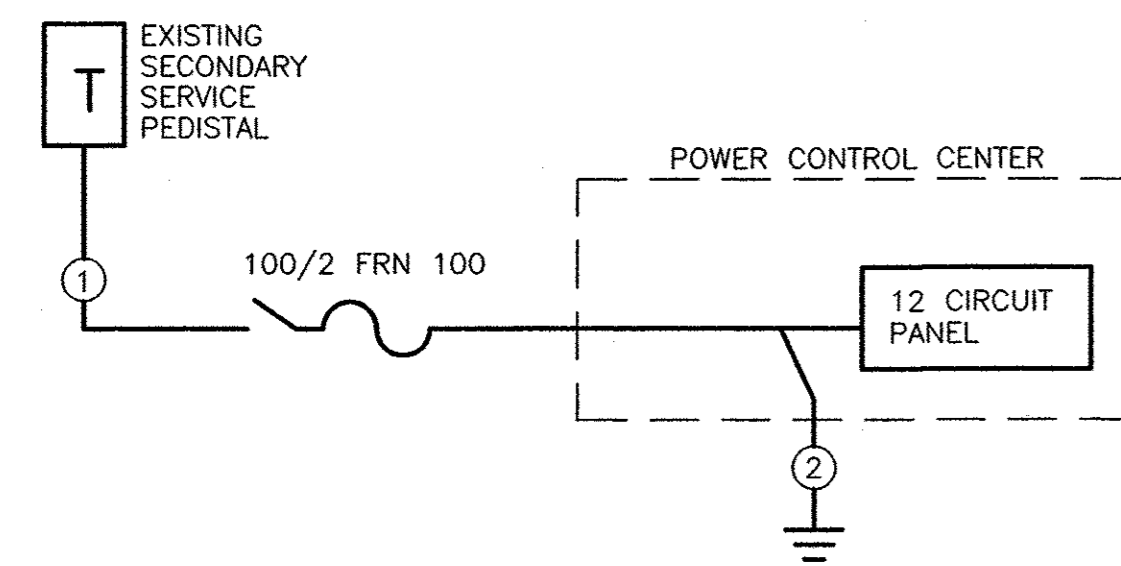 T
EXISTING
SECONDARY
SERVICE
PEDISTAL
POWER CONTROL CENTER
1
100/2 FRN 100
12 CIRCUIT
PANEL
2